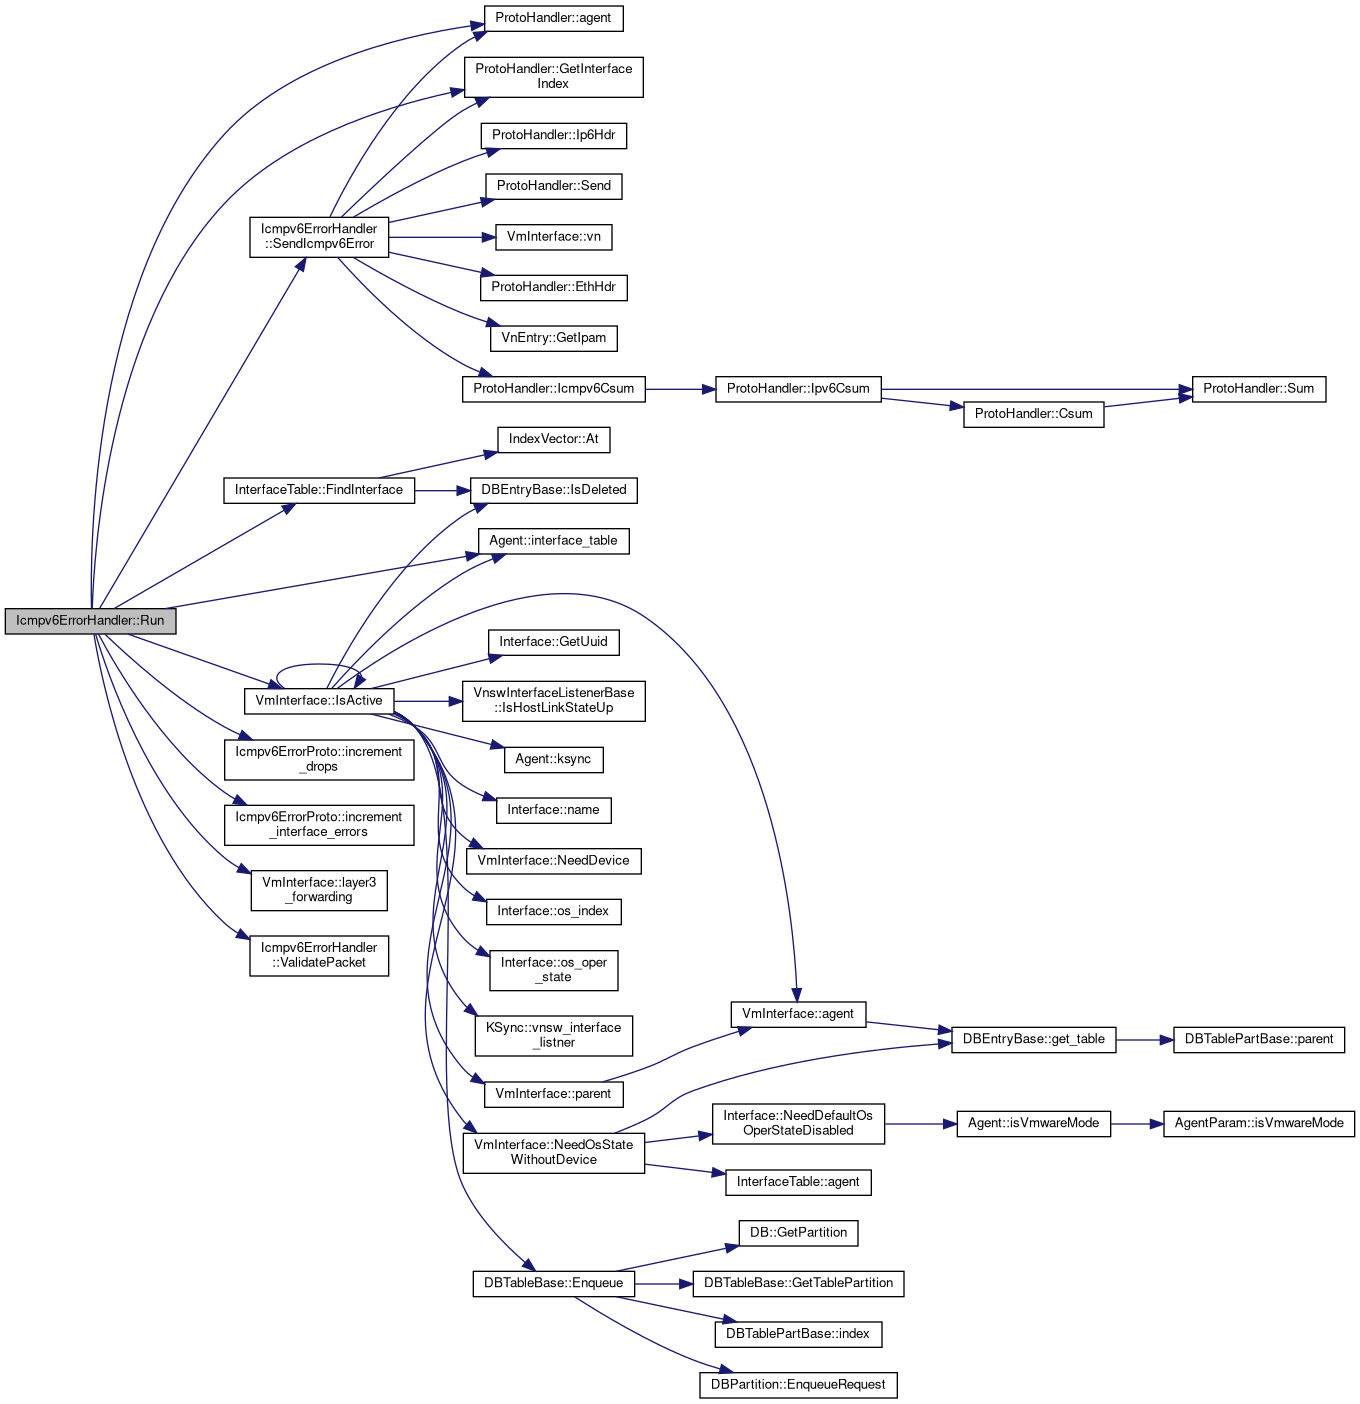 ProtoHandler::agent
ProtoHandler::GetInterface
Index
ProtoHandler::Ip6Hdr
ProtoHandler::Send
Icmpv6ErrorHandler
::SendIcmpv6Error
VmInterface::vn
ProtoHandler::EthHdr
VnEntry::GetIpam
ProtoHandler::Icmpv6Csum
ProtoHandler::Ipv6Csum
ProtoHandler::Sum
ProtoHandler::Csum
IndexVector::At
InterfaceTable::FindInterface
DBEntryBase::IsDeleted
Agent::interface_table
Icmpv6ErrorHandler::Run
Interface::GetUuid
VmInterface::IsActive
VnswInterfaceListenerBase
::IsHostLinkStateUp
Icmpv6ErrorProto::increment
_drops
Agent::ksync
Icmpv6ErrorProto::increment
_interface_errors
Interface::name
VmInterface::NeedDevice
VmInterface::layer3
_forwarding
Interface::os_index
Icmpv6ErrorHandler
::ValidatePacket
Interface::os_oper
_state
KSync::vnsw_interface
_listner
VmInterface::agent
DBEntryBase::get_table
DBTablePartBase::parent
VmInterface::parent
Interface::NeedDefaultOs
OperStateDisabled
Agent::isVmwareMode
AgentParam::isVmwareMode
VmInterface::NeedOsState
WithoutDevice
InterfaceTable::agent
DB::GetPartition
DBTableBase::Enqueue
DBTableBase::GetTablePartition
DBTablePartBase::index
DBPartition::EnqueueRequest